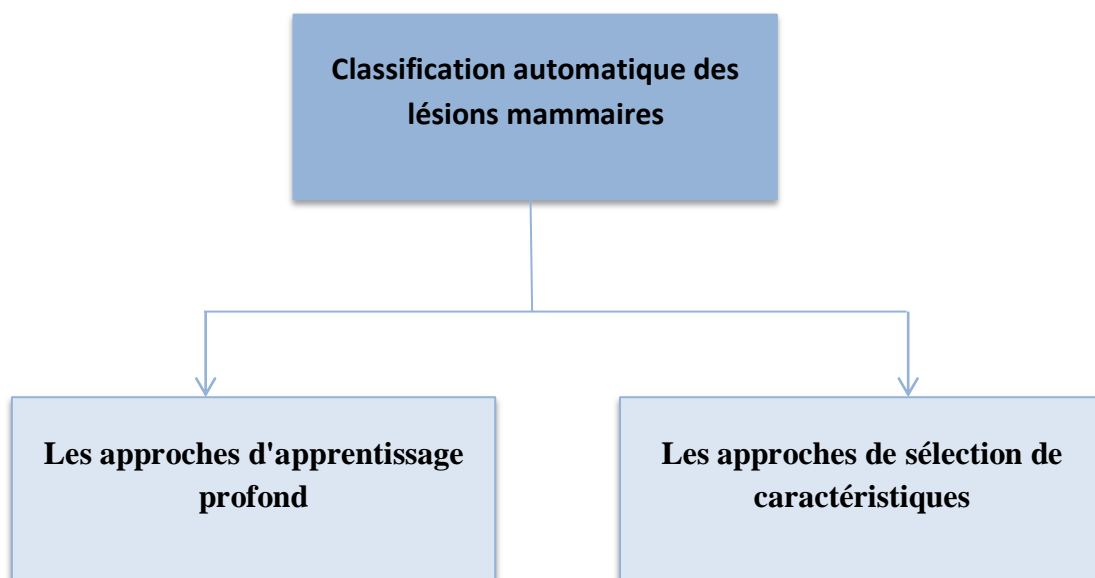 Classification automatique des
lésions mammaires
Les approches d'apprentissage
profond
Les approches de sélection de
caractéristiques